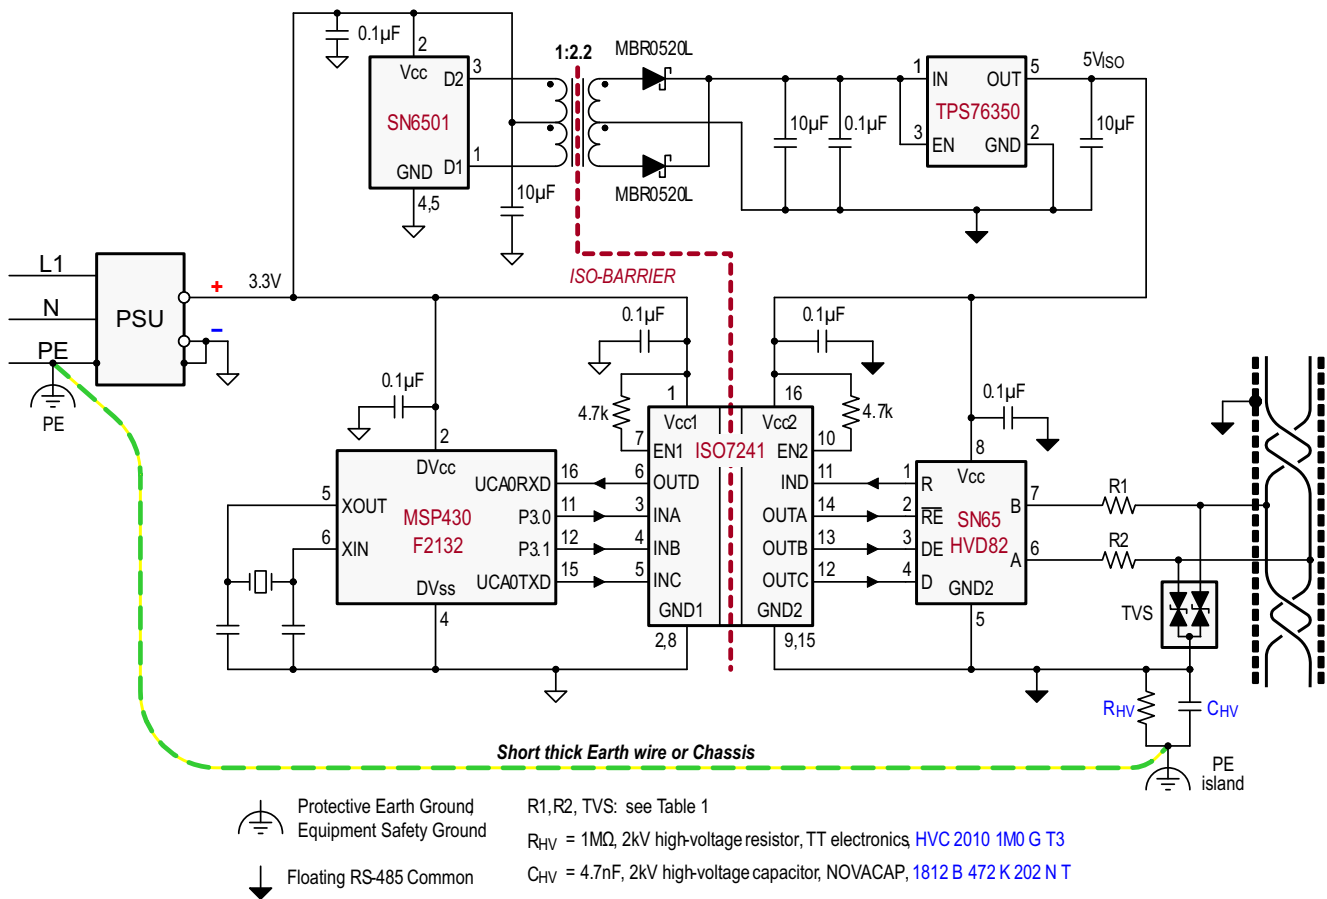 0.1µF
2
Vcc
D2
3
SN6501
D1
1
GND
4,5
10µF
1:2.2
MBR0520L
MBR0520L
10µF
0.1µF
1
IN
OUT
5
5VISO
TPS76350
3
EN
GND
2
10µF
ISO-BARRIER
L1
N
PE
PSU
+
3.3V
–
PE
0.1µF
0.1µF
0.1µF
4.7k
1
16
4.7k
0.1µF
2
DVcc
Vcc1
Vcc2
7
EN1
ISO7241
EN2
10
8
Vcc
5
XOUT
MSP430
F2132
6
XIN
UCA0RXD
16
6
OUTD
IND
11
1
R
P3.0
11
3
INA
OUTA
14
2
RE
P3.1
12
4
INB
OUTB
13
3
DE
UCA0TXD
15
5
INC
OUTC
12
4
D
SN65
HVD82
B
7
R1
A
6
R2
DVss
4
GND1
2,8
GND2
9,15
GND2
5
TVS
RHV
CHV
Short thick Earth wire or Chassis
PE
island
Protective Earth Ground,
Equipment Safety Ground
Floating RS-485 Common
R1,R2, TVS: see Table 1
RHV = 1MΩ, 2kV high-voltage resistor, TT electronics, HVC 2010 1M0 G T3
CHV = 4.7nF, 2kV high-voltage capacitor, NOVACAP, 1812 B 472 K 202 N T